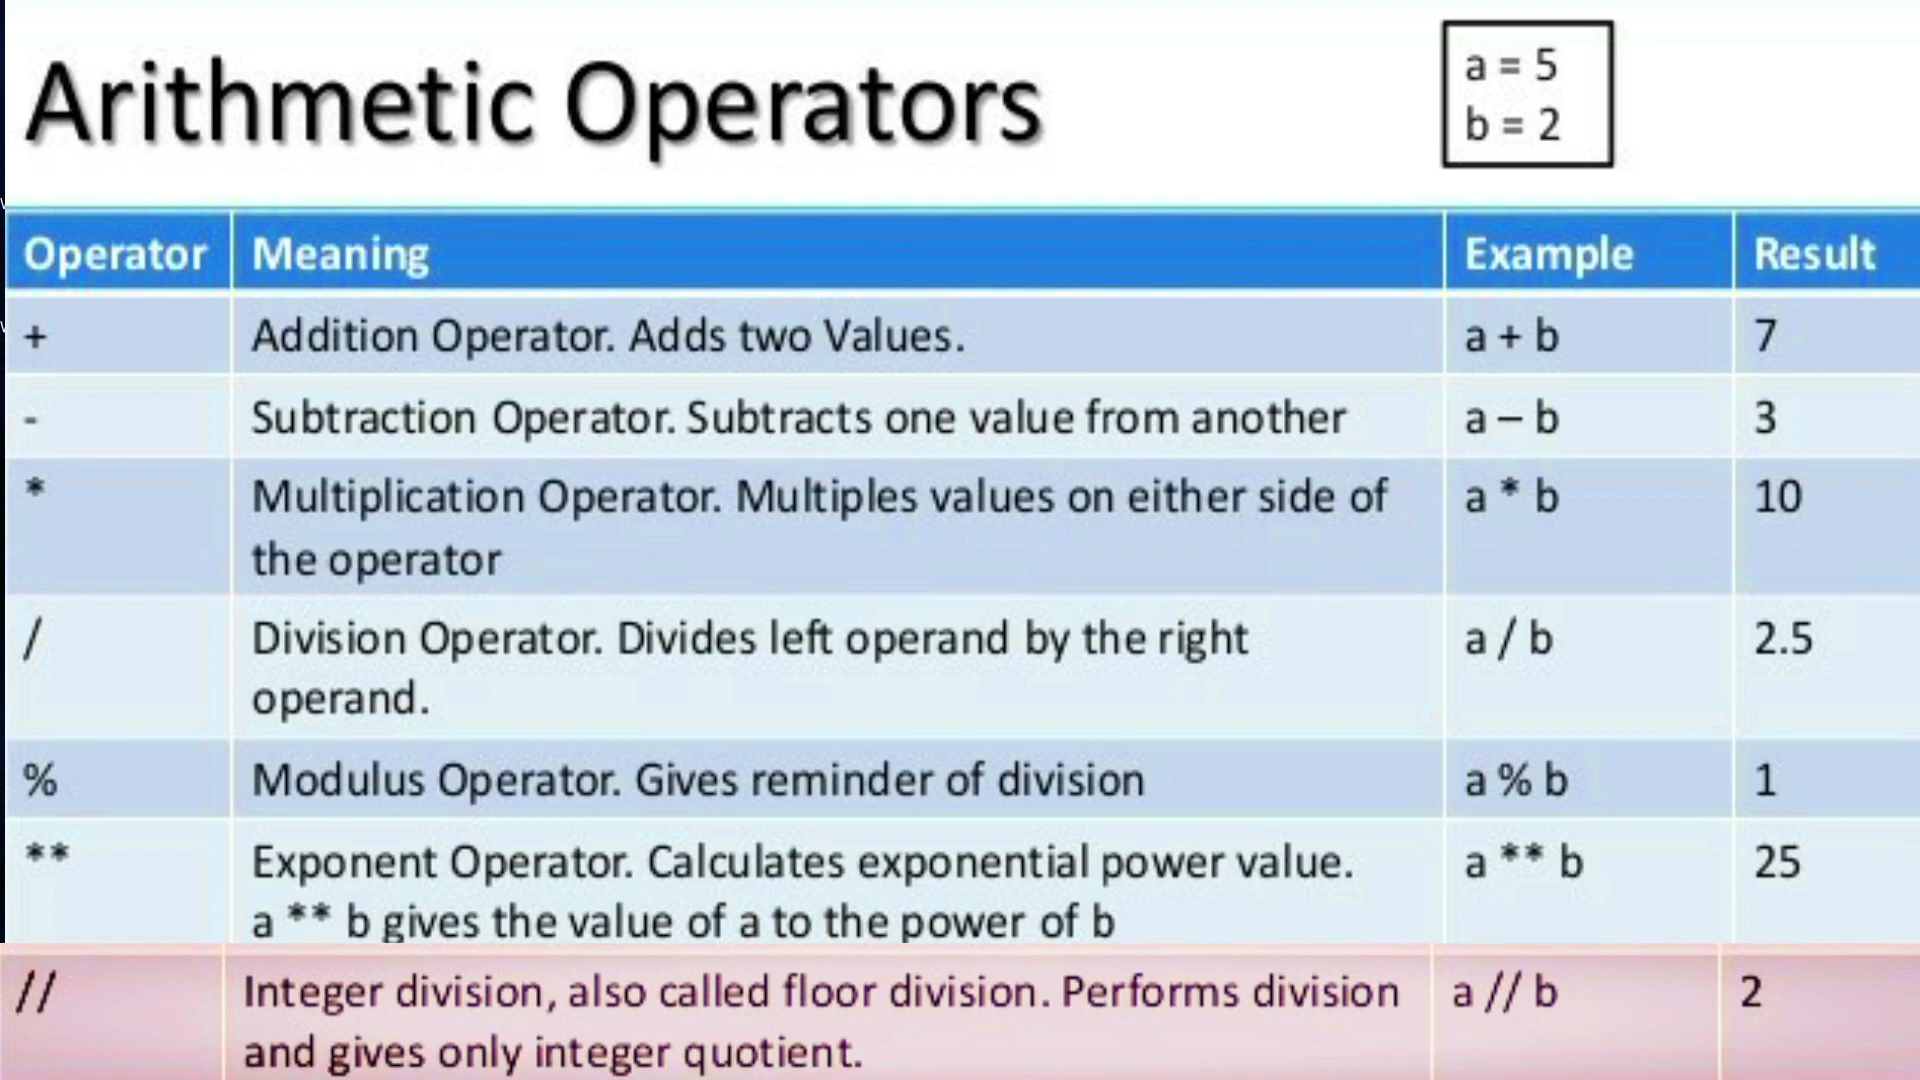 Arithmetic Operators
a = 5
b = 2
Operator Meaning Example Result
+ Addition Operator. Adds two Values. a + b 7
- Subtraction Operator. Subtracts one value from another a – b 3
* Multiplication Operator. Multiples values on either side of a * b 10
the operator
/ Division Operator. Divides left operand by the right a / b 2.5
operand.
% Modulus Operator. Gives reminder of division a % b 1
** Exponent Operator. Calculates exponential power value. a ** b 25
a ** b gives the value of a to the power of b
// Integer division, also called floor division. Performs division a // b 2
and gives only integer quotient.